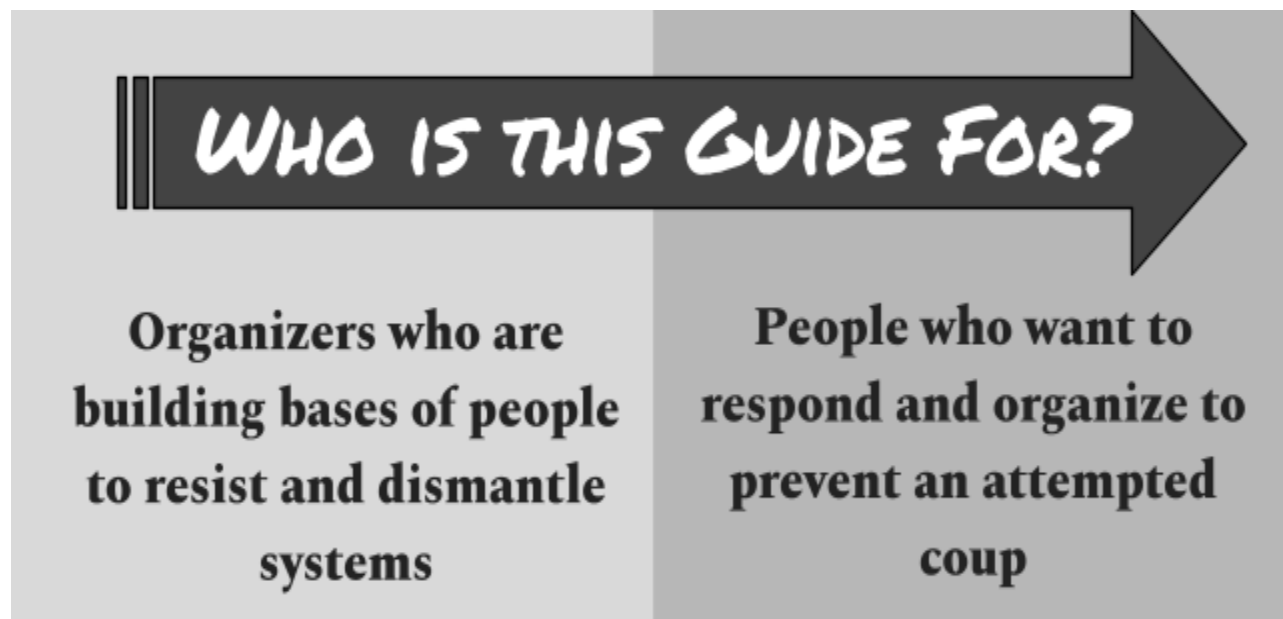 Who is this Guide For?
Organizers who are
building bases of people
to resist and dismantle
systems
People who want to
respond and organize to
prevent an attempted
coup